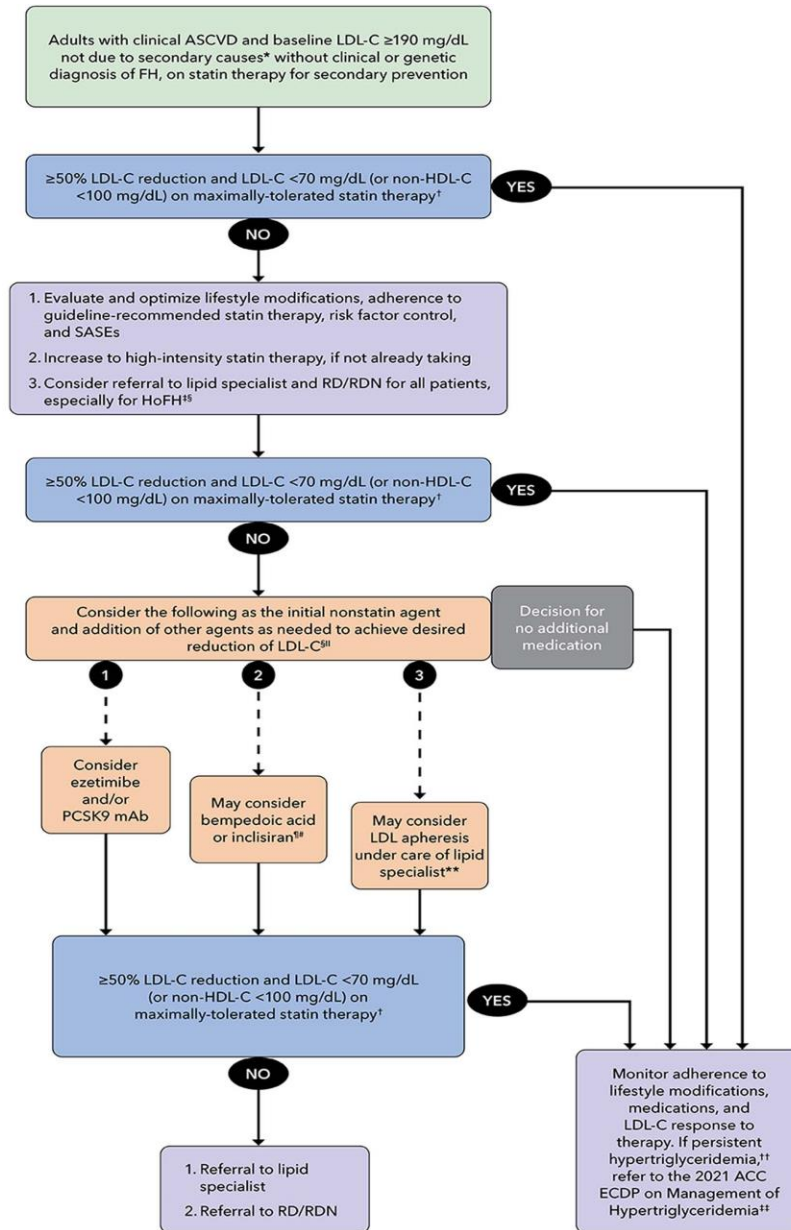 Adults with clinical ASCVD and baseline LDL-C ≥190 mg/dL
not due to secondary causes* without clinical or genetic
diagnosis of FH, on statin therapy for secondary prevention
≥50% LDL-C reduction and LDL-C <70 mg/dL (or non-HDL-C
<100 mg/dL) on maximally-tolerated statin therapy†
YES
NO
1. Evaluate and optimize lifestyle modifications, adherence to
guideline-recommended statin therapy, risk factor control,
and SASEs
2. Increase to high-intensity statin therapy, if not already taking
3. Consider referral to lipid specialist and RD/RDN for all patients,
especially for HoFH‡§
≥50% LDL-C reduction and LDL-C <70 mg/dL (or non-HDL-C
<100 mg/dL) on maximally-tolerated statin therapy†
YES
NO
Consider the following as the initial nonstatin agent
and addition of other agents as needed to achieve desired
reduction of LDL-C§||
Decision for
no additional
medication
1
2
3
Consider
ezetimibe
and/or
PCSK9 mAb
May consider
bempedoic acid
or inclisiran¶#
May consider
LDL apheresis
under care of lipid
specialist**
≥50% LDL-C reduction and LDL-C <70 mg/dL
(or non-HDL-C <100 mg/dL) on
maximally-tolerated statin therapy†
YES
NO
1. Referral to lipid
specialist
2. Referral to RD/RDN
Monitor adherence to
lifestyle modifications,
medications, and
LDL-C response to
therapy. If persistent
hypertriglyceridemia,††
refer to the 2021 ACC
ECDP on Management of
Hypertriglyceridemia‡‡